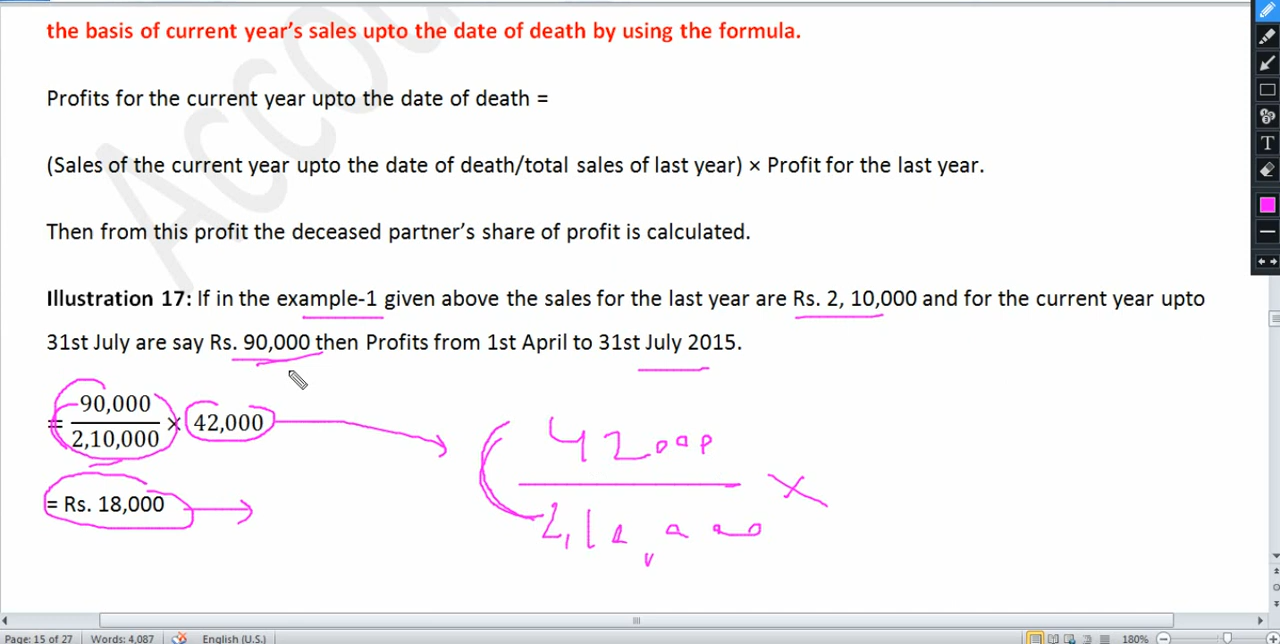 the basis of current year's sales upto the date of death by using the formula.
Profits for the current year upto the date of death =
(Sales of the current year upto the date of death/total sales of last year) × Profit for the last year.
Then from this profit the deceased partner's share of profit is calculated.
Illustration 17: If in the example-1 given above the sales for the last year are Rs. 2, 10,000 and for the current year upto
31st July are say Rs. 90,000 then Profits from 1st April to 31st July 2015.
= 90,000
2,10,000 × 42,000
42000
2,10,000 ×
= Rs. 18,000
Page: 15 of 27 Words: 4,087 English (U.S.) 180%